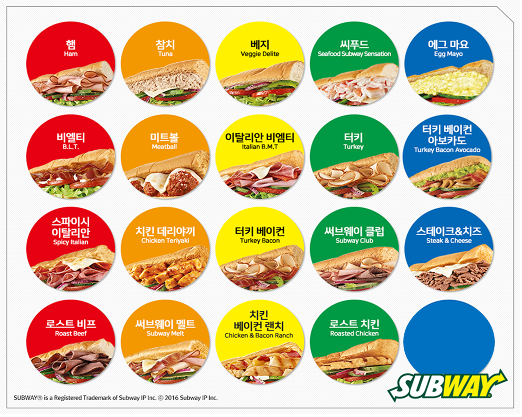 햄
Ham
참치
Tuna
베지
Veggie Delite
씨푸드
Seafood Subway Sensation
에그 마요
Egg Mayo
비엘티
B.L.T.
미트볼
Meatball
이탈리안 비엠티
Italian B.M.T
터키
Turkey
터키 베이컨
아보카도
Turkey Bacon Avocado
스파이시
이탈리안
Spicy Italian
치킨 데리야끼
Chicken Teriyaki
터키 베이컨
Turkey Bacon
써브웨이 클럽
Subway Club
스테이크&치즈
Steak & Cheese
로스트 비프
Roast Beef
써브웨이 멜트
Subway Melt
치킨
베이컨 랜치
Chicken & Bacon Ranch
로스트 치킨
Roasted Chicken
SUBWAY
SUBWAY® is a Registered Trademark of Subway IP Inc. ⓒ 2016 Subway IP Inc.